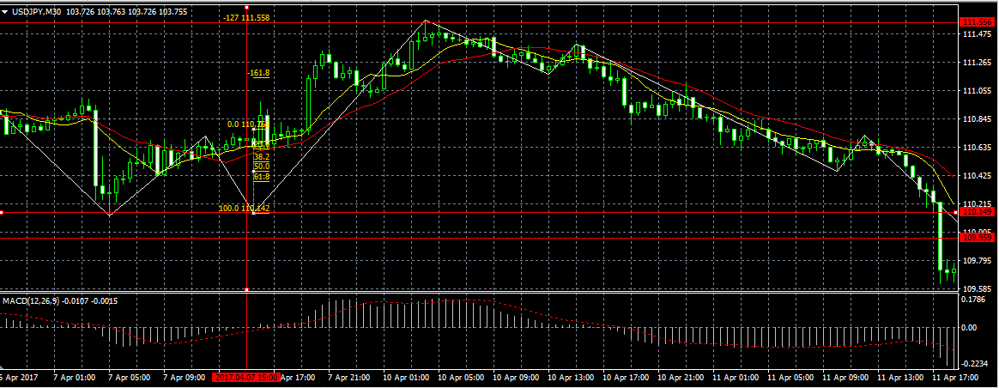 USDJPY,M30 103.726 103.763 103.726 103.755
-127 111.558
111.556
111.475
111.265
-161.8
111.055
110.845
0.0
110.635
38.2
50.0
61.8
110.425
110.215
100.0 110.142
110.149
110.005
109.959
109.795
109.585
MACD(12,26,9) -0.0107 -0.0015
0.1786
0.00
-0.2234
Apr 2017
7 Apr 01:00
7 Apr 05:00
7 Apr 09:00
2017.04.07 15:00
Apr 17:00
7 Apr 21:00
10 Apr 01:00
10 Apr 05:00
10 Apr 09:00
10 Apr 13:00
10 Apr 17:00
10 Apr 21:00
11 Apr 01:00
11 Apr 05:00
11 Apr 09:00
11 Apr 13:00
11 Apr 17:00